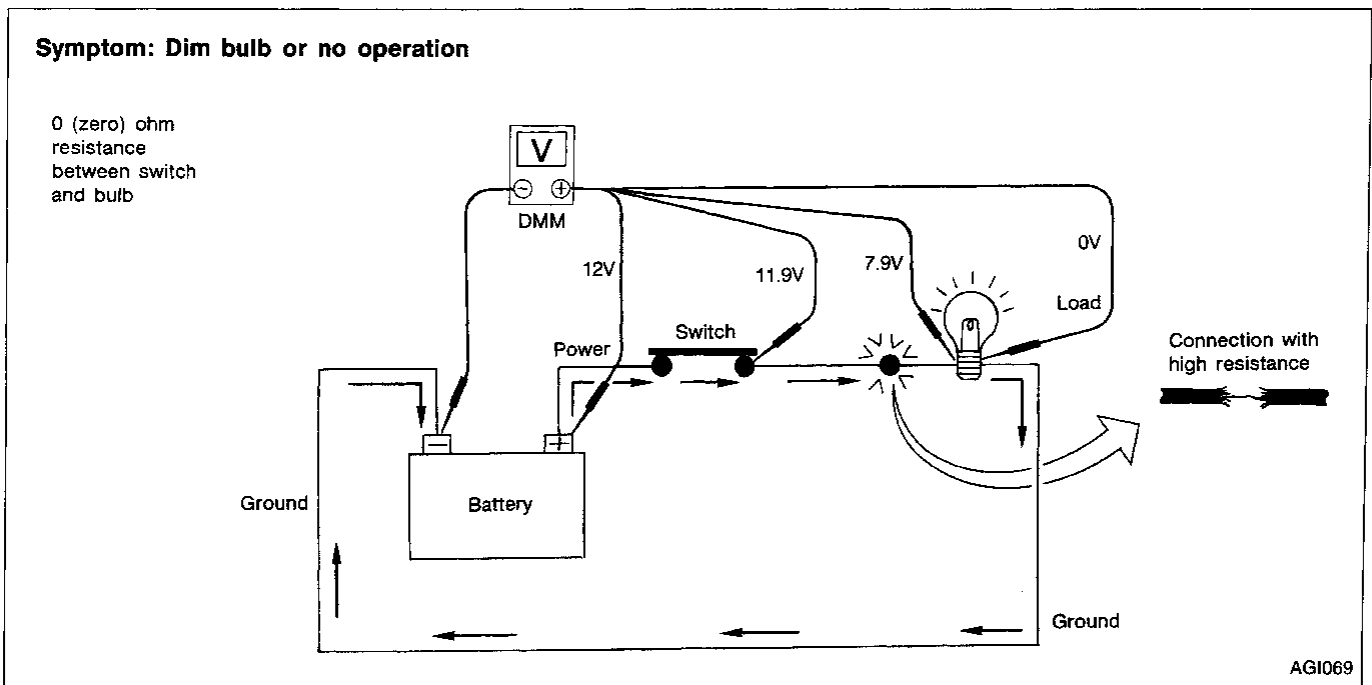 Symptom: Dim bulb or no operation
0 (zero) ohm
resistance
between switch
and bulb
V
− +
DMM
12V
11.9V
7.9V
0V
Load
Switch
Power
Connection with
high resistance
− +
Ground
Battery
Ground
AGI069